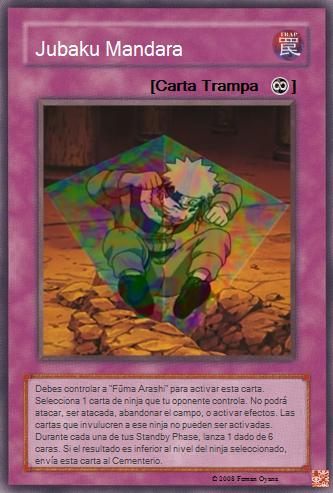 Jubaku Mandara
TRAP
罠
[Carta Trampa ]
Debes controlar a "Fūma Arashi" para activar esta carta.
Selecciona 1 carta de ninja que tu oponente controla. No podrá
atacar, ser atacada, abandonar el campo, o activar efectos. Las
cartas que involucren a ese ninja no pueden ser activadas.
Durante cada una de tus Standby Phase, lanza 1 dado de 6
caras. Si el resultado es inferior al nivel del ninja seleccionado,
envía esta carta al Cementerio.
© 2008 Oyana